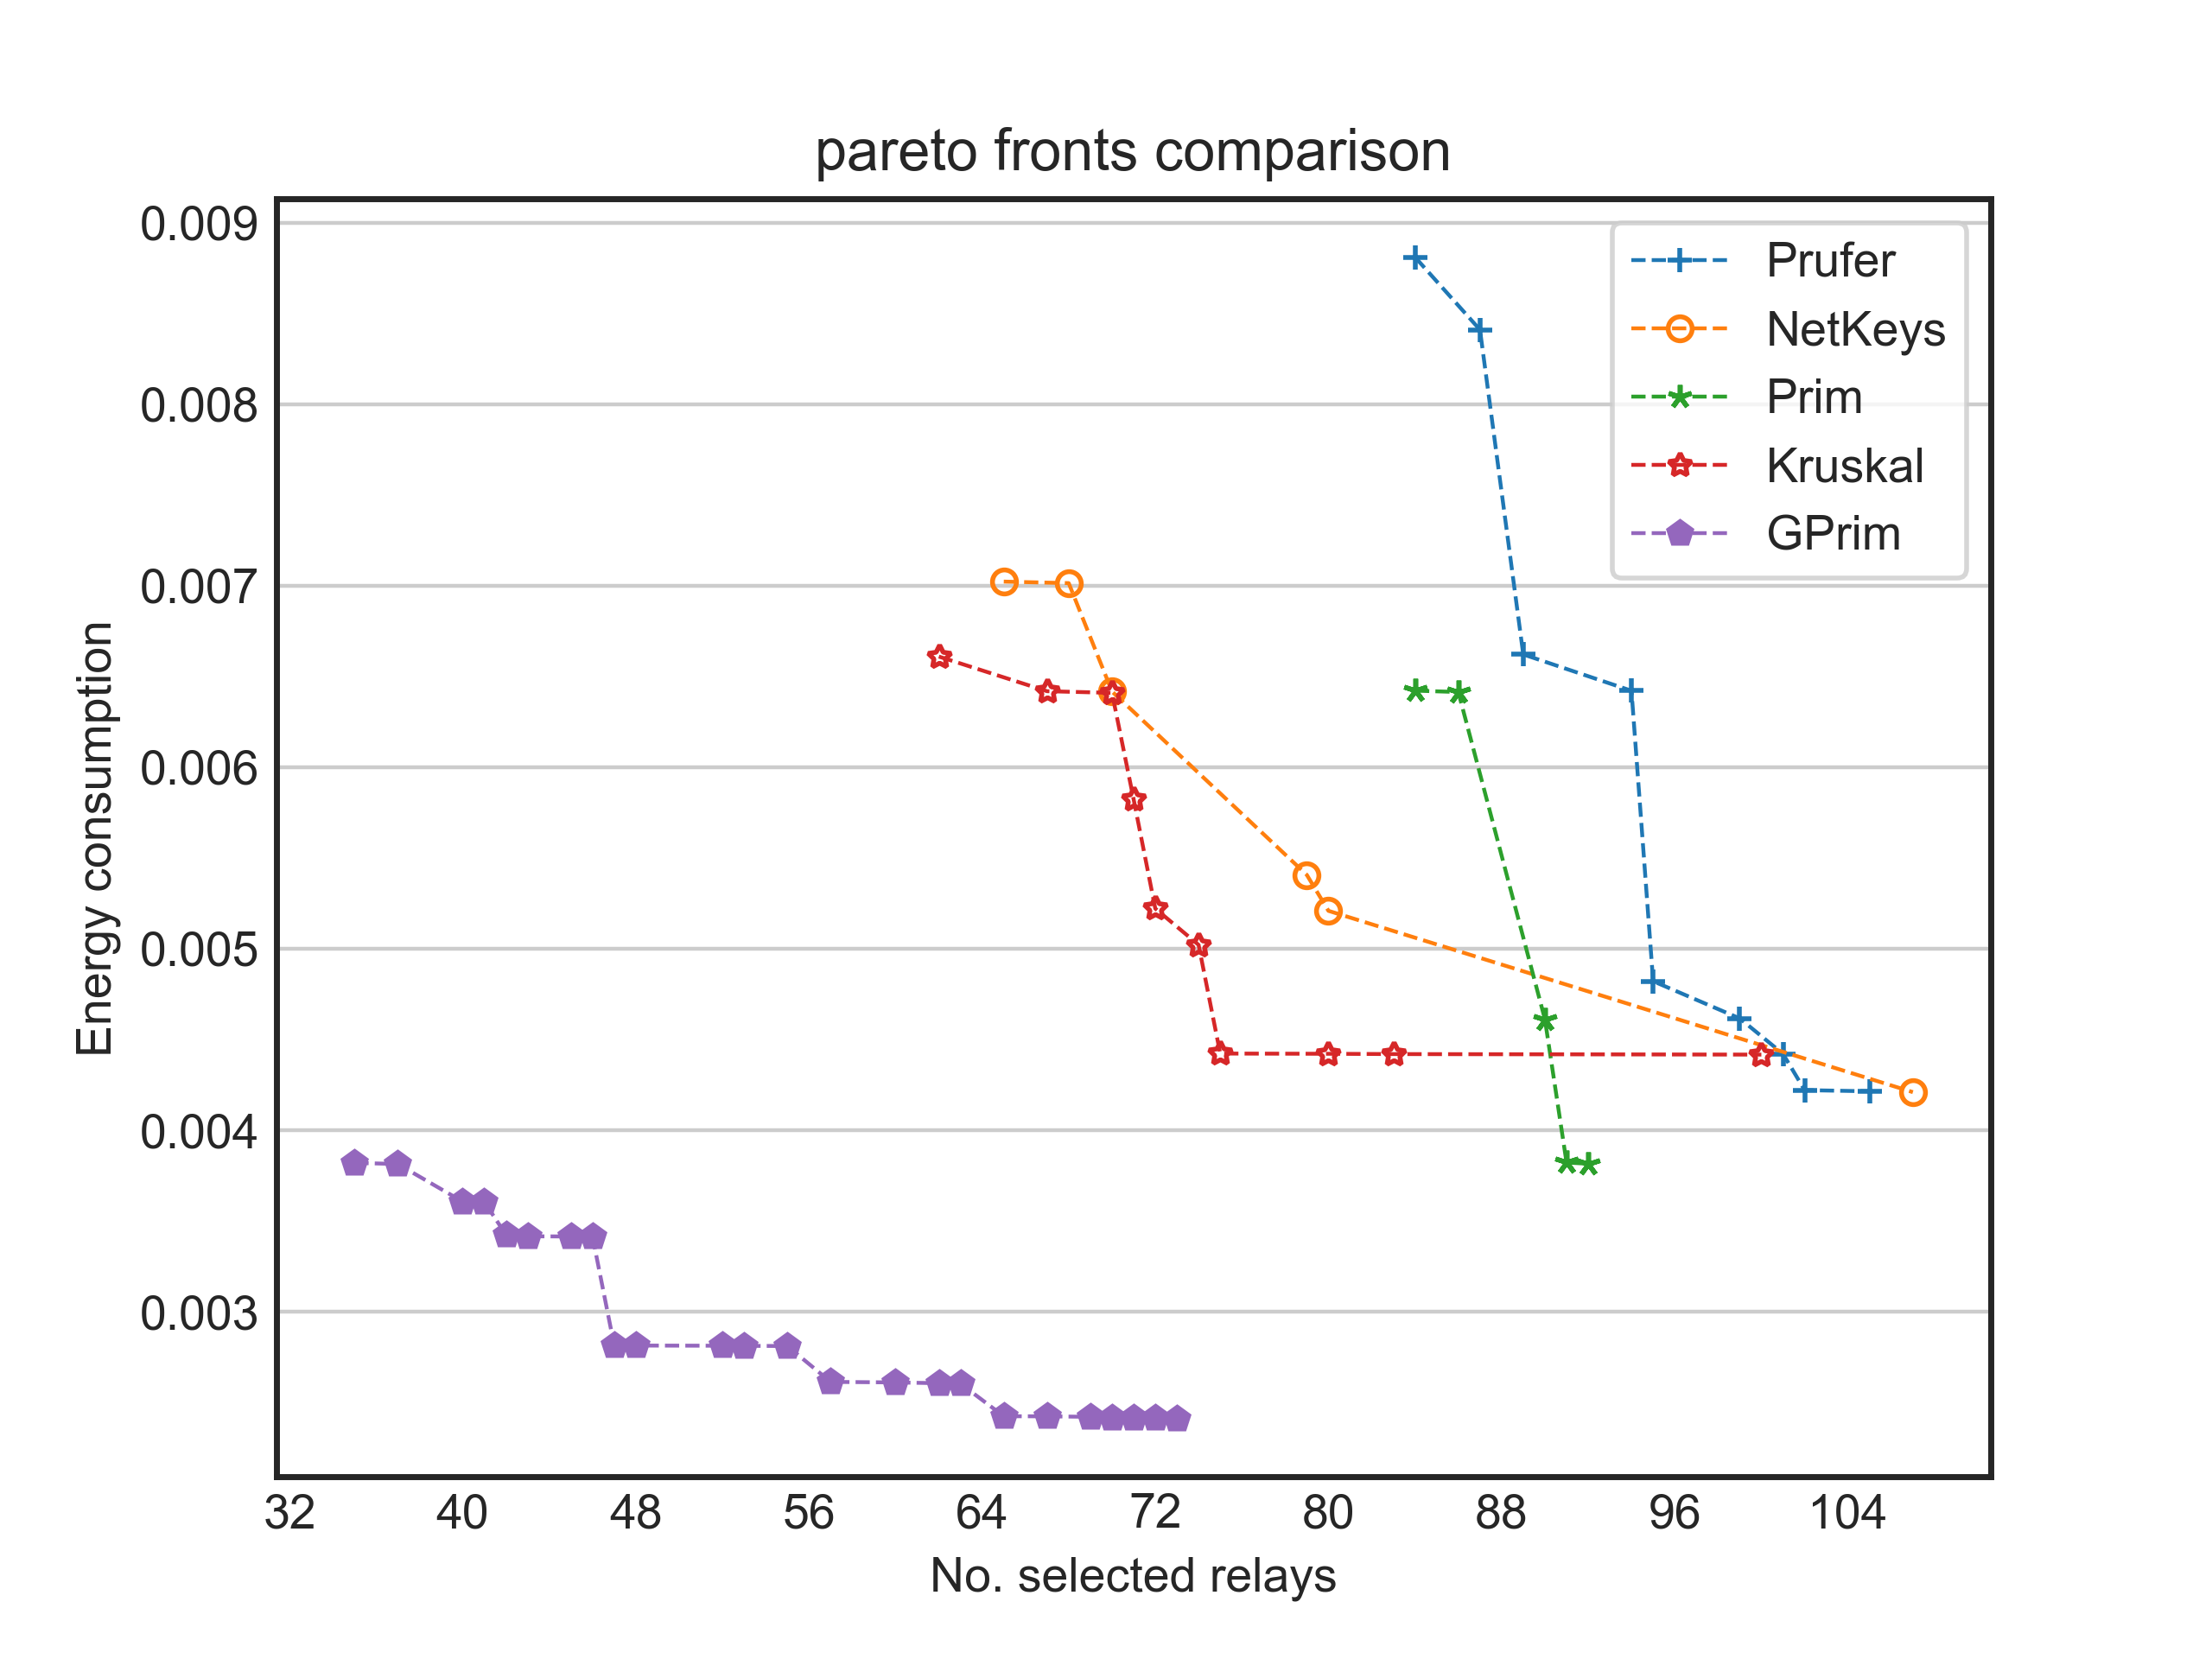 pareto fronts comparison
0.009
0.008
0.007
0.006
0.005
0.004
0.003
Energy consumption
Prufer
NetKeys
Prim
Kruskal
GPrim
32 40 48 56 64 72 80 88 96 104
No. selected relays